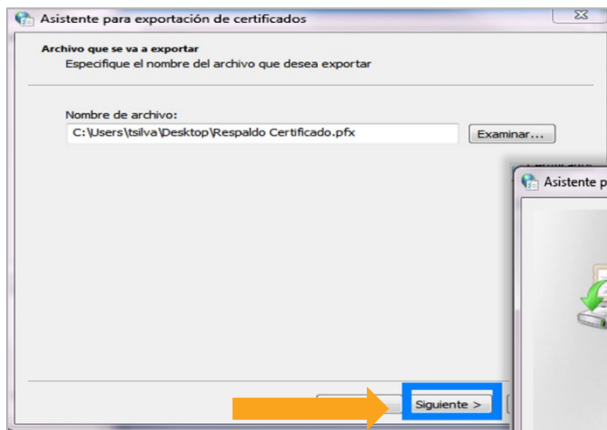 Asistente para exportación de certificados
Archivo que se va a exportar
Especifique el nombre del archivo que desea exportar
Nombre de archivo:
C:\Users\tsilva\Desktop\Respaldo Certificado.pfx
Examinar...
Asistente p
Siguiente >